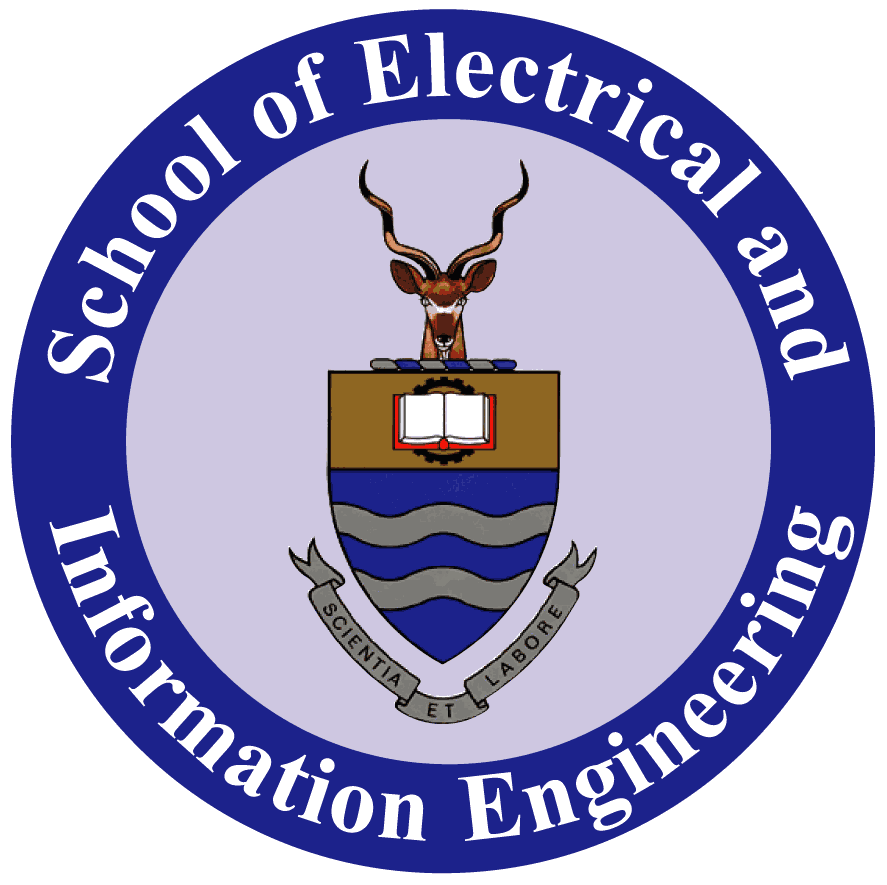 School of Electrical and
Information Engineering
SCIENTIA ET LABORE